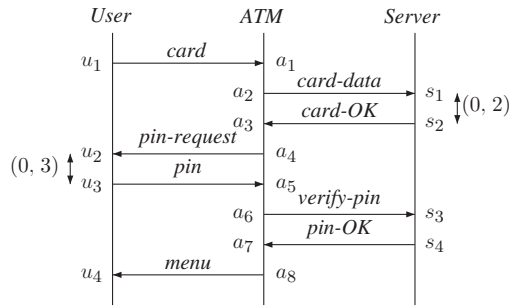 User ATM Server
u1 card a1
a2 card-data s1
(0, 2)
a3 card-OK s2
pin-request
u2 a4
(0, 3)
pin
u3 a5
a6 verify-pin s3
a7 pin-OK s4
u4 menu a8